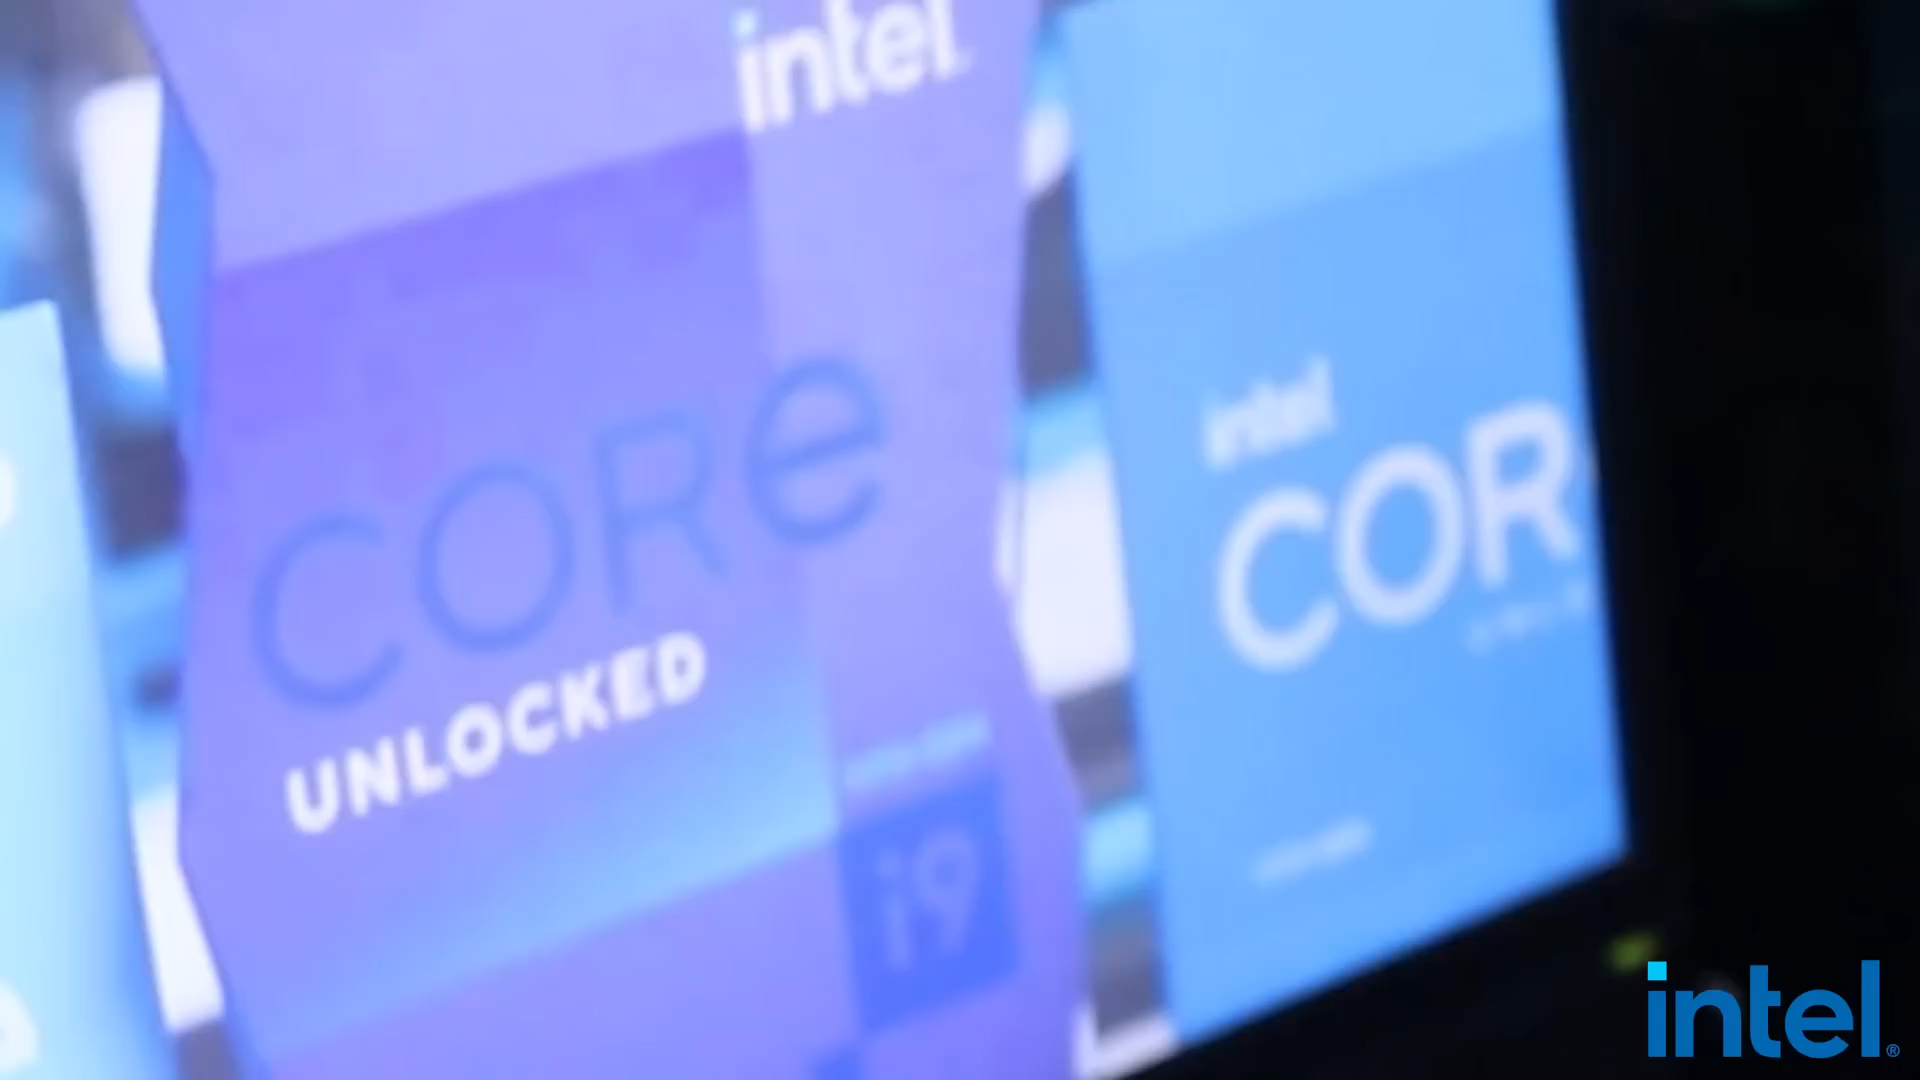 intel
CORe
UNLOCKED
i9
intel
COR
intel®